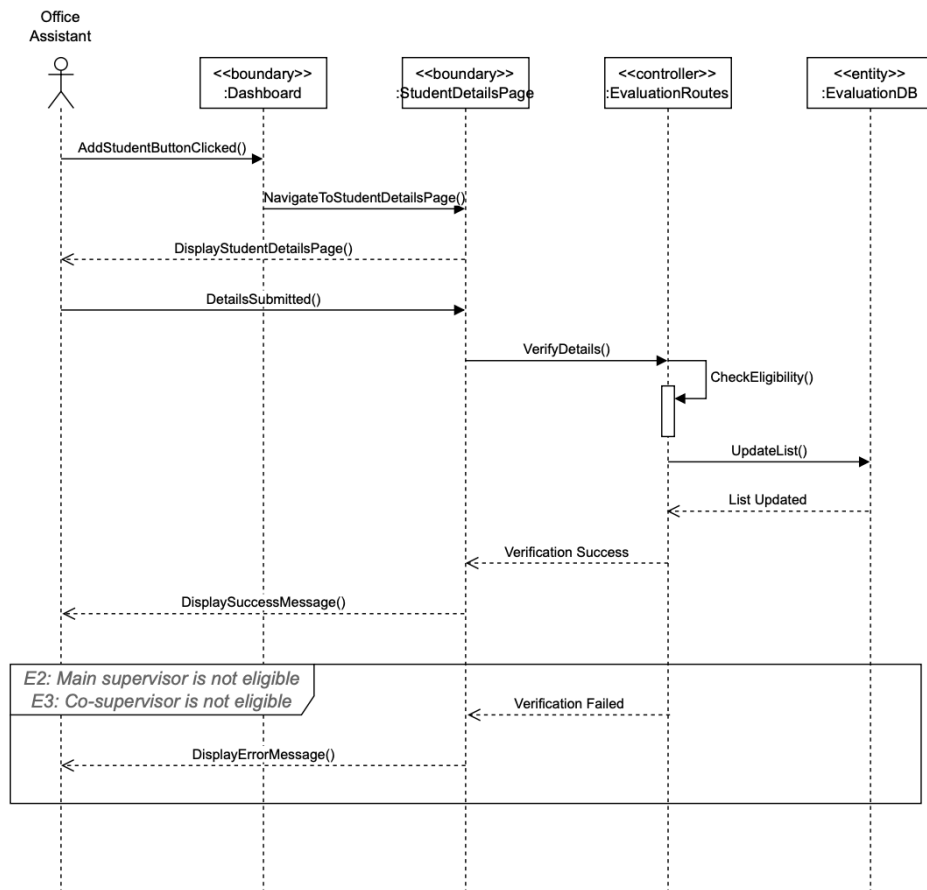 Office
Assistant
<<boundary>>
:Dashboard
<<boundary>>
:StudentDetailsPage
<<controller>>
:EvaluationRoutes
<<entity>>
:EvaluationDB
AddStudentButtonClicked()
NavigateToStudentDetailsPage()
DisplayStudentDetailsPage()
DetailsSubmitted()
VerifyDetails()
CheckEligibility()
UpdateList()
List Updated
Verification Success
DisplaySuccessMessage()
E2: Main supervisor is not eligible
E3: Co-supervisor is not eligible
Verification Failed
DisplayErrorMessage()